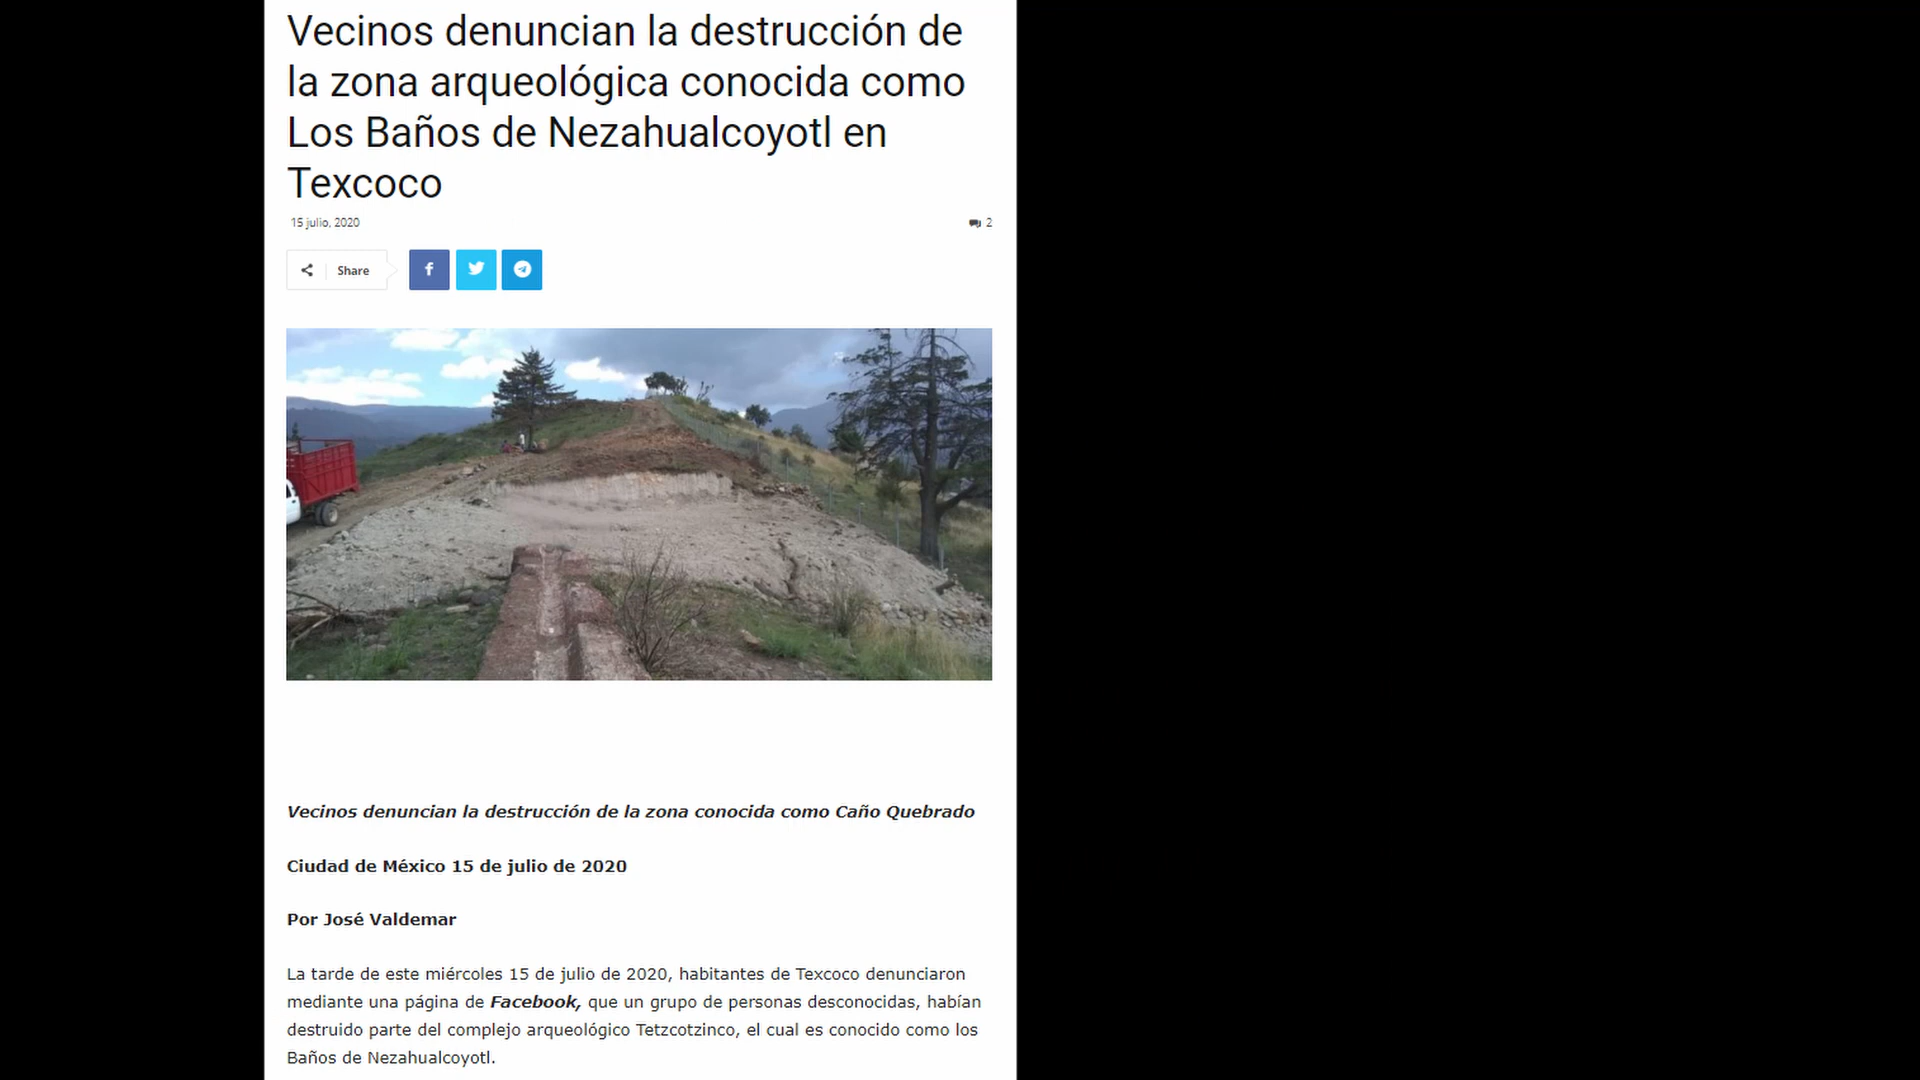 Vecinos denuncian la destrucción de
la zona arqueológica conocida como
Los Baños de Nezahualcoyotl en
Texcoco
15 julio, 2020
2
Share
Vecinos denuncian la destrucción de la zona conocida como Caño Quebrado
Ciudad de México 15 de julio de 2020
Por José Valdemar
La tarde de este miércoles 15 de julio de 2020, habitantes de Texcoco denunciaron
mediante una página de Facebook, que un grupo de personas desconocidas, habían
destruido parte del complejo arqueológico Tetzcotzinco, el cual es conocido como los
Baños de Nezahualcoyotl.